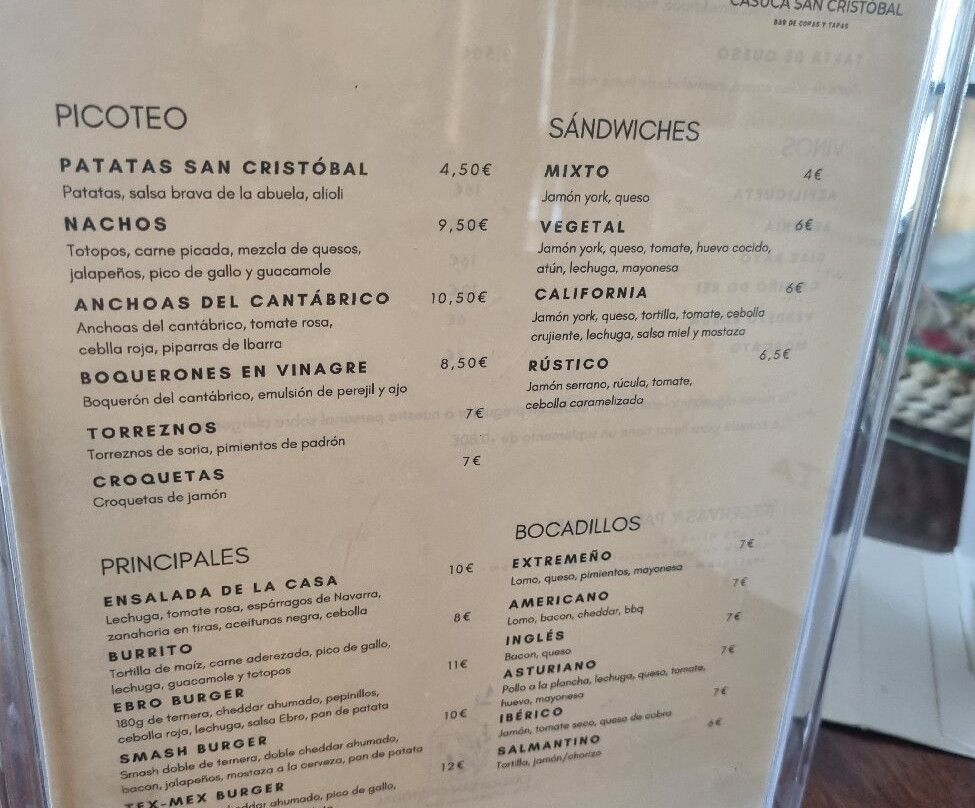 CASUCA SAN CRISTÓBAL
BAR DE COPAS Y TAPAS
PICOTEO
PATATAS SAN CRISTÓBAL 4,50€
Patatas, salsa brava de la abuela, alioli
NACHOS 9,50€
Totopos, carne picada, mezcla de quesos,
jalapeños, pico de gallo y guacamole
ANCHOAS DEL CANTÁBRICO 10,50€
Anchoas del cantábrico, tomate rosa,
ceblla roja, piparras de Ibarra
BOQUERONES EN VINAGRE 8,50€
Boquerón del cantábrico, emulsión de perejil y ajo
TORREZNOS 7€
Torreznos de soria, pimientos de padrón
CROQUETAS 7€
Croquetas de jamón
PRINCIPALES
ENSALADA DE LA CASA 10€
Lechuga, tomate rosa, espárragos de Navarra,
zanahoria en tiras, aceitunas negra, cebolla
BURRITO 8€
Tortilla de maíz, carne aderezada, pico de gallo,
lechuga, guacamole y totopos
EBRO BURGER 11€
180g de ternera, cheddar ahumado, pepinillos,
cebolla roja, lechuga, salsa Ebro, pan de patata
SMASH BURGER 10€
Smash doble de ternera, doble cheddar ahumado,
bacon, jalapeños, mostaza a la cerveza, pan de patata
TEX-MEX BURGER 12€
cheddar ahumado, pico de gallo,
SÁNDWICHES
MIXTO 4€
Jamón york, queso
VEGETAL 6€
Jamón york, queso, tomate, huevo cocido,
atún, lechuga, mayonesa
CALIFORNIA 6€
Jamón york, queso, tortilla, tomate, cebolla
crujiente, lechuga, salsa miel y mostaza
RÚSTICO 6,5€
Jamón serrano, rúcula, tomate,
cebolla caramelizada
BOCADILLOS
EXTREMEÑO 7€
Lomo, queso, pimientos, mayonesa
AMERICANO 7€
Lomo, bacon, cheddar, bbq
INGLÉS 7€
Bacon, queso
ASTURIANO 7€
Pollo a la plancha, lechuga, queso, tomate,
huevo, mayonesa
IBÉRICO 7€
Jamón, tomate seco, queso de cabra
SALMANTINO 6€
Tortilla, jamón/chorizo